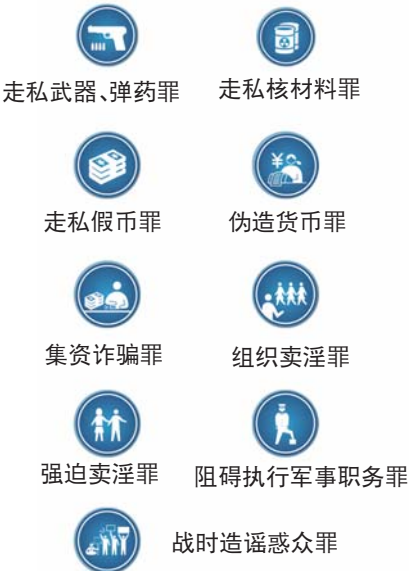 走私武器、弹药罪 走私核材料罪
走私假币罪 伪造货币罪
集资诈骗罪 组织卖淫罪
强迫卖淫罪 阻碍执行军事职务罪
战时造谣惑众罪